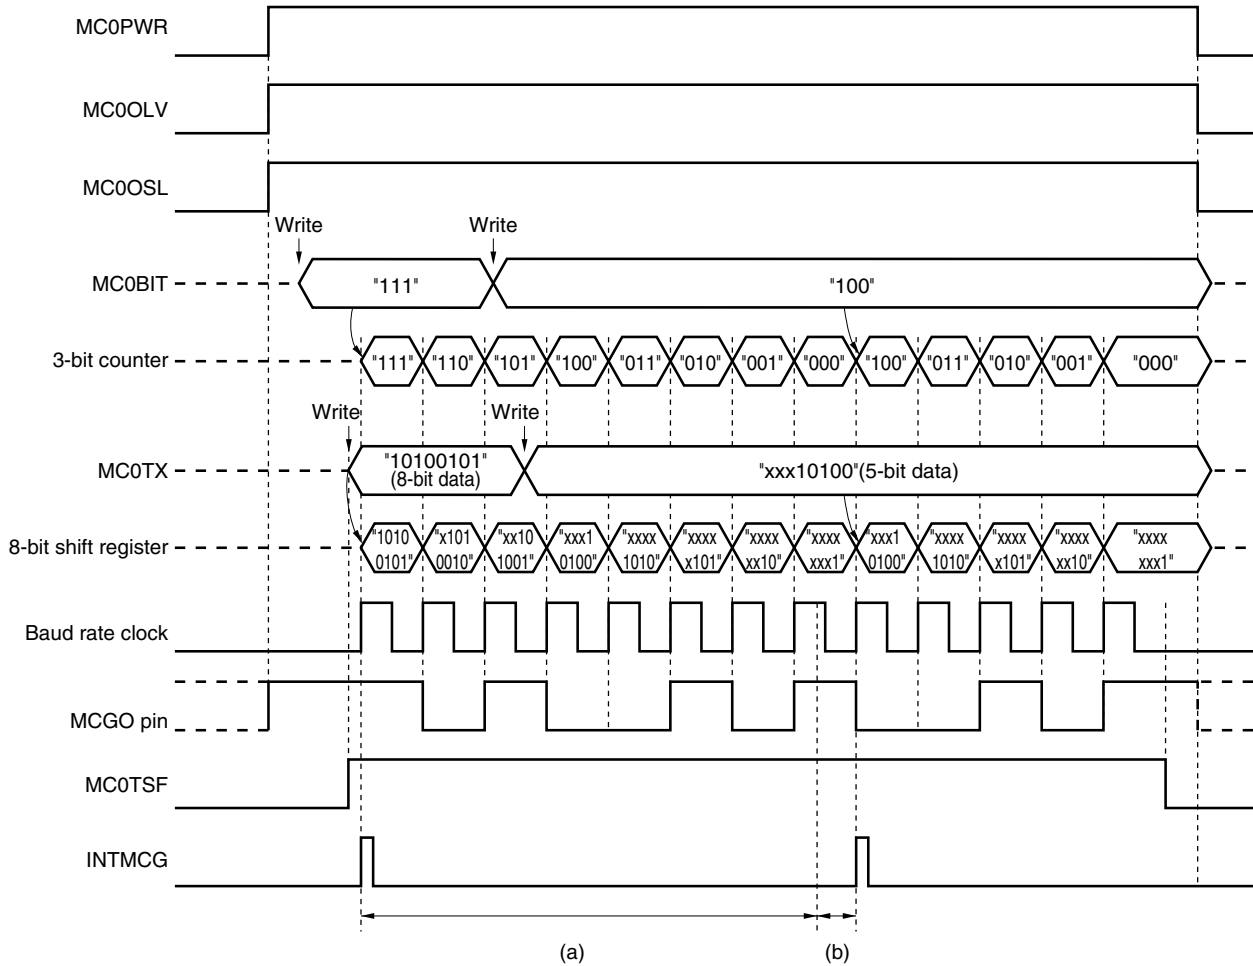 MC0PWR
MC0OLV
MC0OSL
Write Write
MC0BIT "111" "100"
3-bit counter "111" "110" "101" "100" "011" "010" "001" "000" "100" "011" "010" "001" "000"
Write Write
MC0TX "10100101" "xxx10100"(5-bit data)
(8-bit data)
8-bit shift register "1010 "x101 "xx10 "xxx1 "xxxx "xxxx "xxxx "xxxx "xxx1 "xxxx "xxxx "xxxx "xxxx
0101" 0010" 1001" 0100" 1010" x101" xx10" xxx1" 0100" 1010" x101" xx10" xxx1"
Baud rate clock
MCGO pin
MC0TSF
INTMCG
(a) (b)